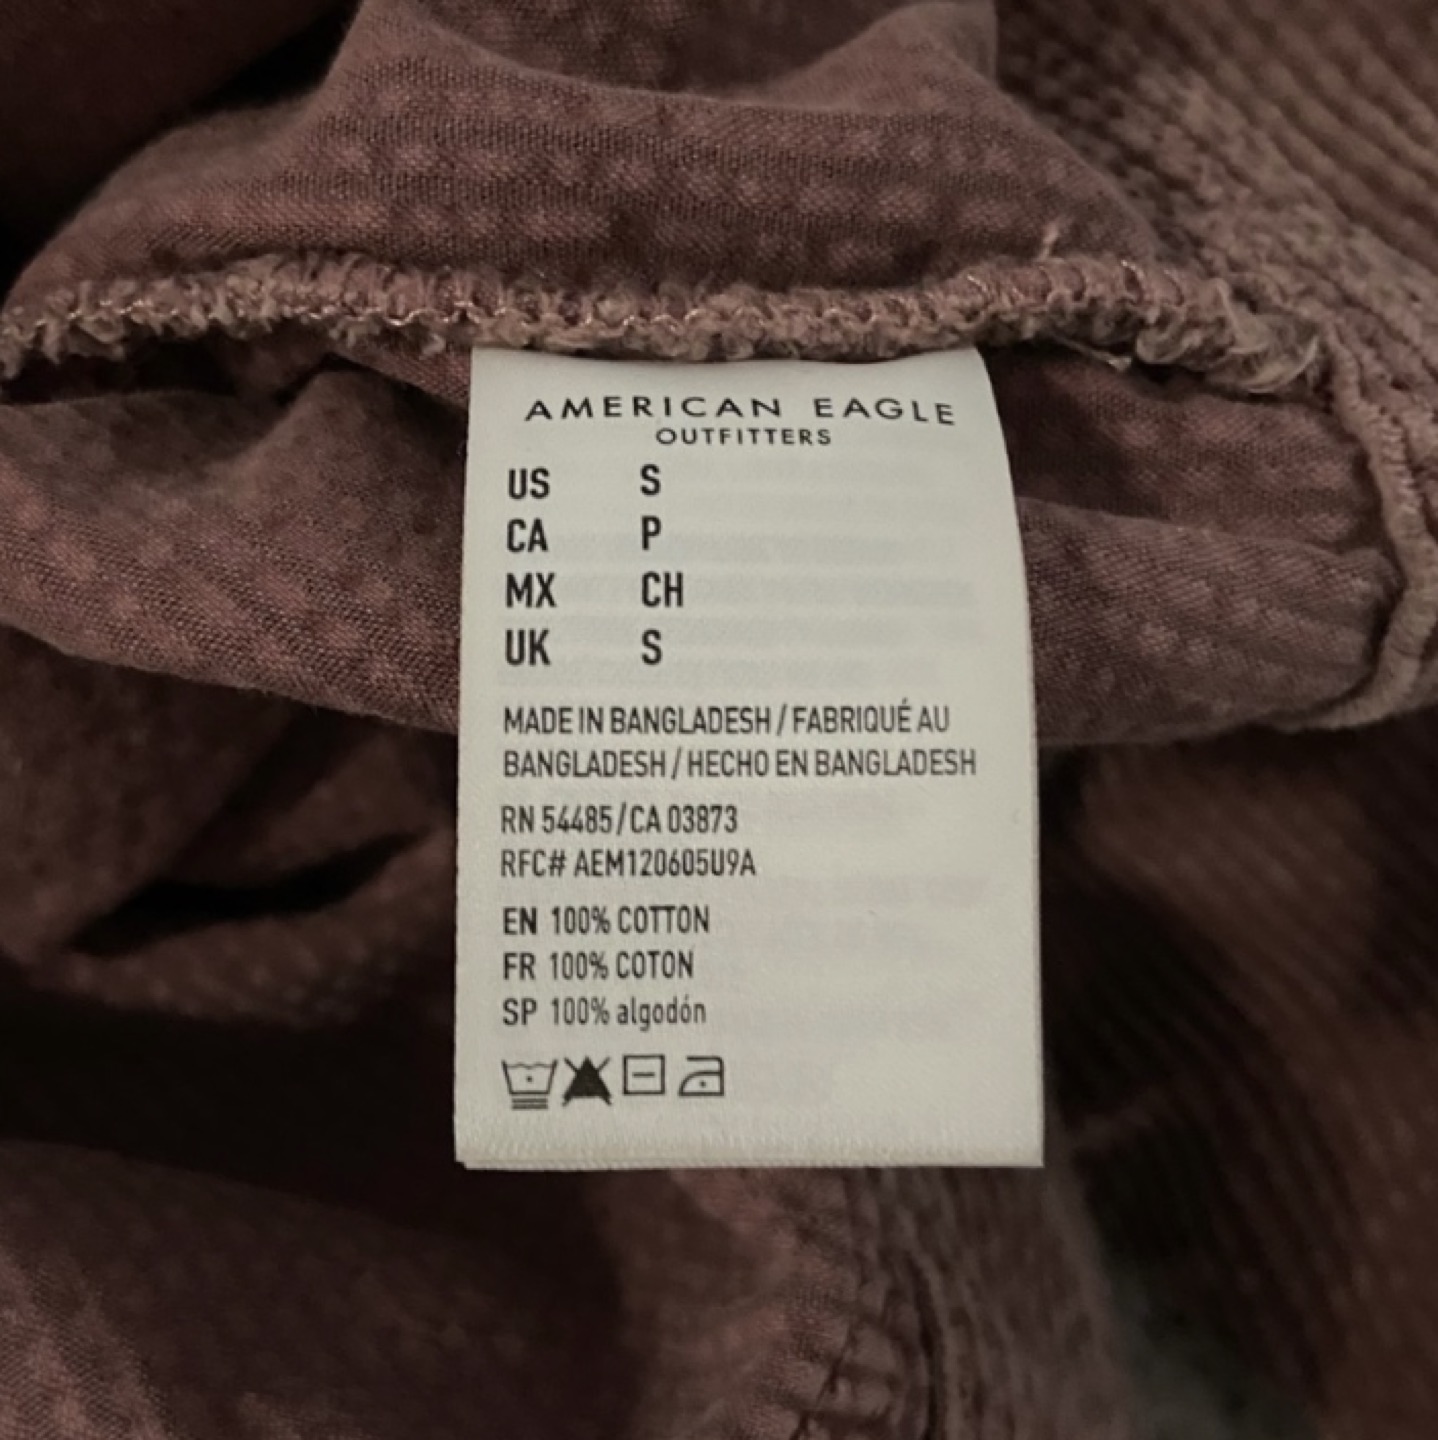 AMERICAN EAGLE
OUTFITTERS
US S
CA P
MX CH
UK S
MADE IN BANGLADESH / FABRIQUÉ AU
BANGLADESH / HECHO EN BANGLADESH
RN 54485 / CA 03873
RFC# AEM120605U9A
EN 100% COTTON
FR 100% COTON
SP 100% algodón